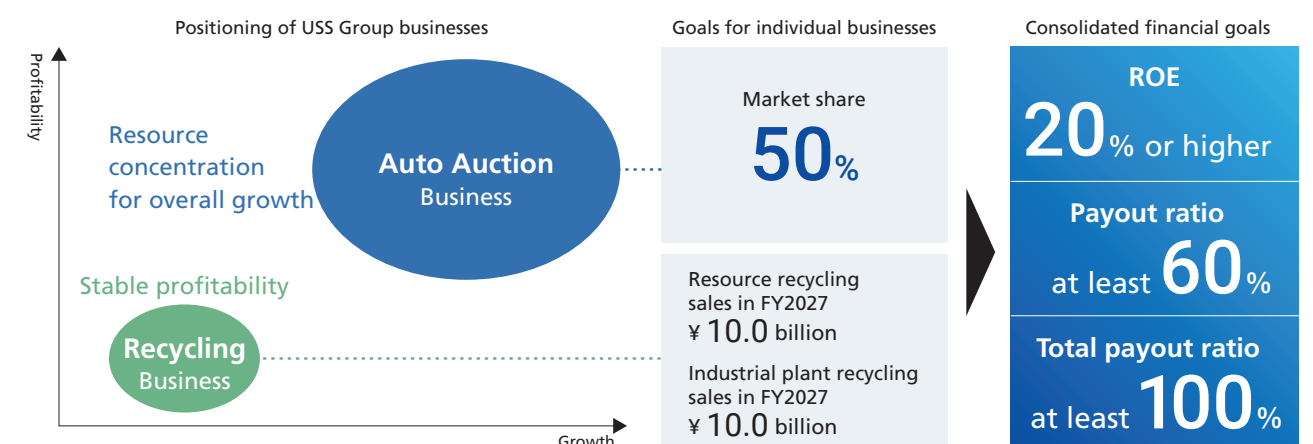 Positioning of USS Group businesses
Profitability
Resource
concentration
for overall growth
Auto Auction
Business
Stable profitability
Recycling
Business
Growth
Goals for individual businesses
Market share
50%
Resource recycling
sales in FY2027
¥ 10.0 billion
Industrial plant recycling
sales in FY2027
¥ 10.0 billion
Consolidated financial goals
ROE
20% or higher
Payout ratio
at least 60%
Total payout ratio
at least 100%